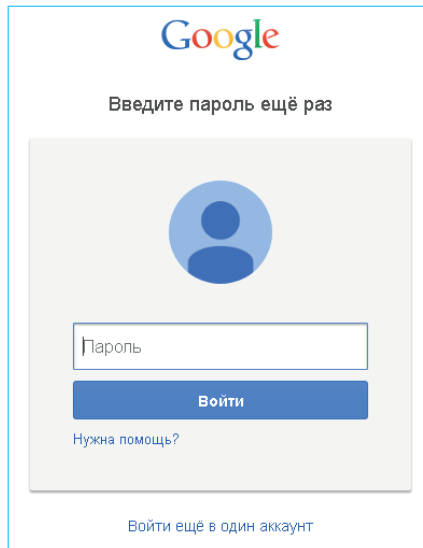 Google
Введите пароль ещё раз
Пароль
Войти
Нужна помощь?
Войти ещё в один аккаунт